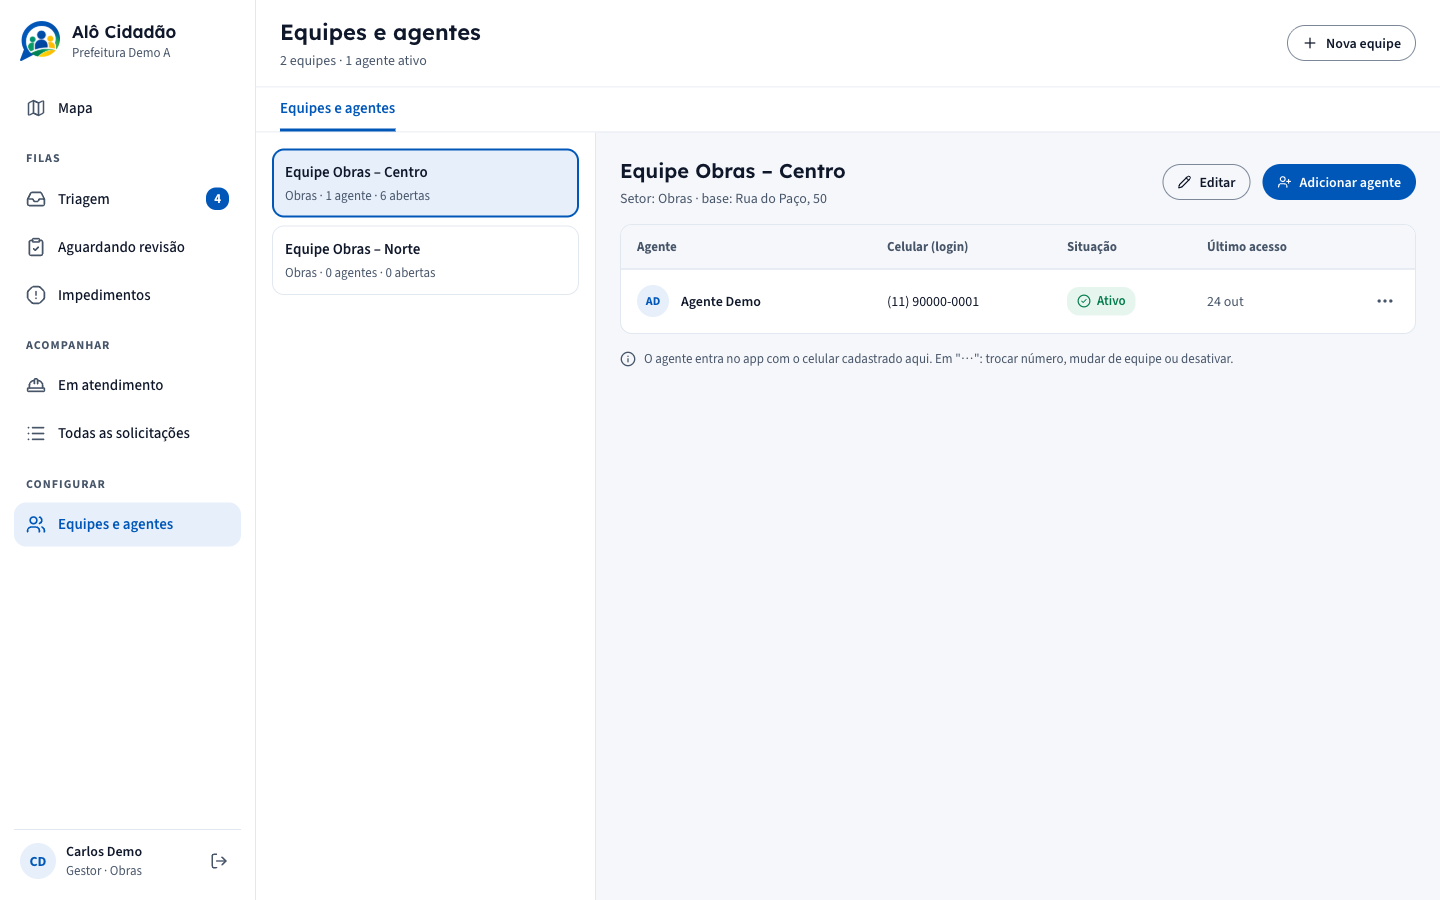 Alô Cidadão
Prefeitura Demo A
Mapa
FILAS
Triagem 4
Aguardando revisão
Impedimentos
ACOMPANHAR
Em atendimento
Todas as solicitações
CONFIGURAR
Equipes e agentes
CD
Carlos Demo
Gestor · Obras
Equipes e agentes
2 equipes · 1 agente ativo
Nova equipe
Equipes e agentes
Equipe Obras – Centro
Obras · 1 agente · 6 abertas
Equipe Obras – Norte
Obras · 0 agentes · 0 abertas
Equipe Obras – Centro
Setor: Obras · base: Rua do Paço, 50
Editar
Adicionar agente
Agente Celular (login) Situação Último acesso
AD Agente Demo (11) 90000-0001 Ativo 24 out
O agente entra no app com o celular cadastrado aqui. Em "···": trocar número, mudar de equipe ou desativar.